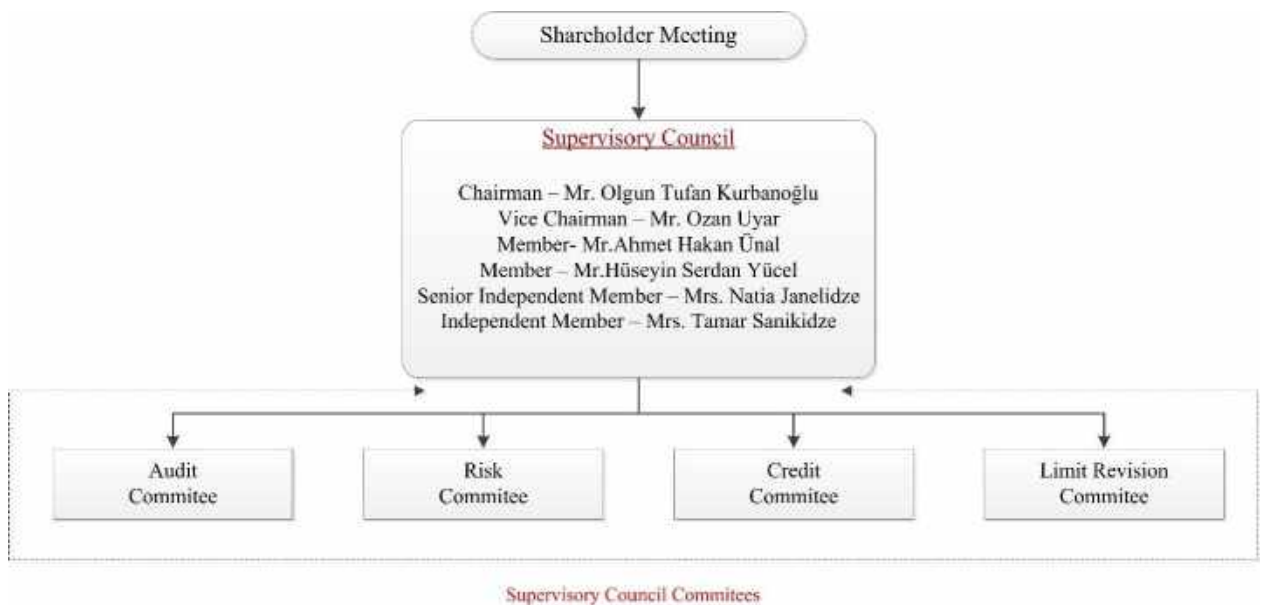 Shareholder Meeting
Supervisory Council
Chairman – Mr. Olgun Tufan Kurbanoğlu
Vice Chairman – Mr. Ozan Uyar
Member- Mr.Ahmet Hakan Ünal
Member – Mr.Hüseyin Serdan Yücel
Senior Independent Member – Mrs. Natia Janelidze
Independent Member – Mrs. Tamar Sanikidze
Audit
Commitee
Risk
Commitee
Credit
Commitee
Limit Revision
Commitee
Supervisory Council Commitees